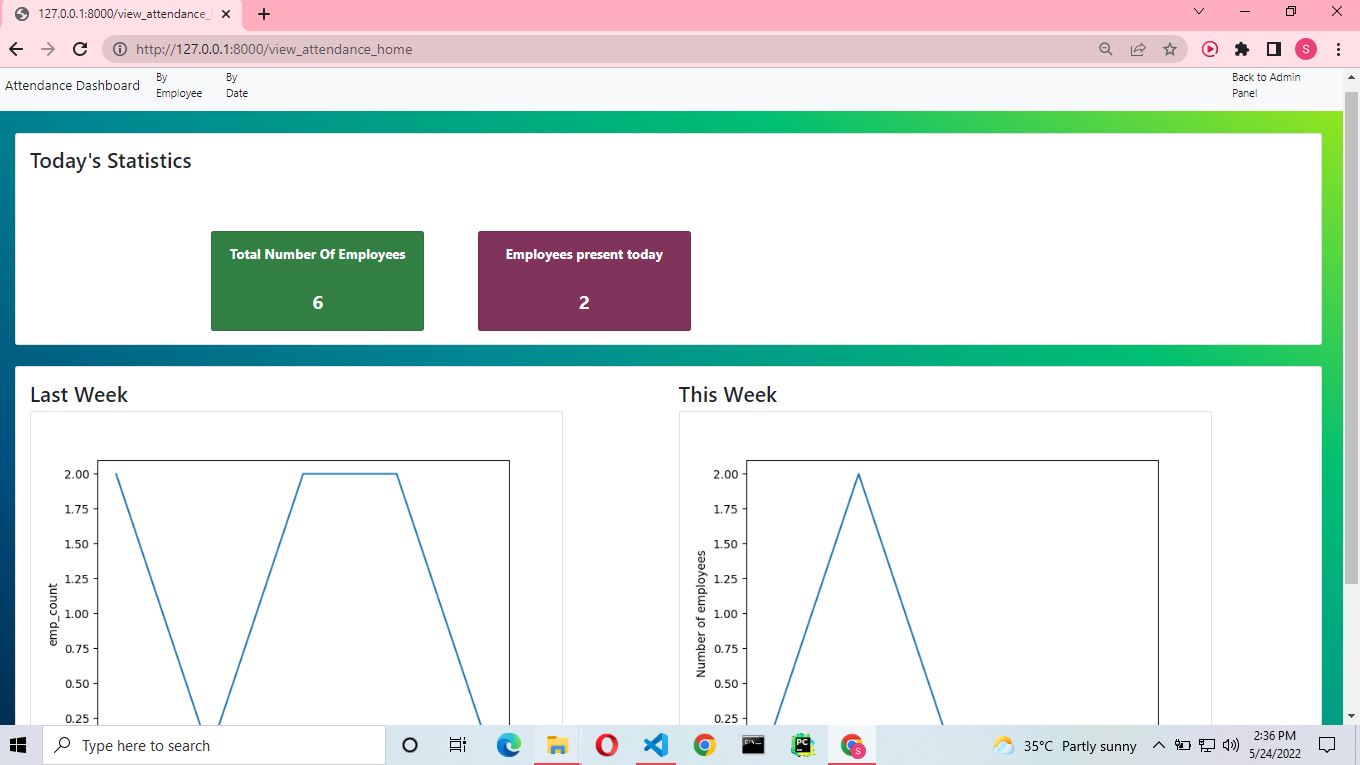 127.0.0.1:8000/view_attendance_
http://127.0.0.1:8000/view_attendance_home
S
Attendance Dashboard
By
Employee
By
Date
Back to Admin
Panel
Today's Statistics
Total Number Of Employees
6
Employees present today
2
Last Week
2.00
1.75
1.50
1.25
1.00
0.75
0.50
0.25
emp_count
This Week
2.00
1.75
1.50
1.25
1.00
0.75
0.50
0.25
Number of employees
Type here to search
PC
S
35°C Partly sunny
2:36 PM
5/24/2022